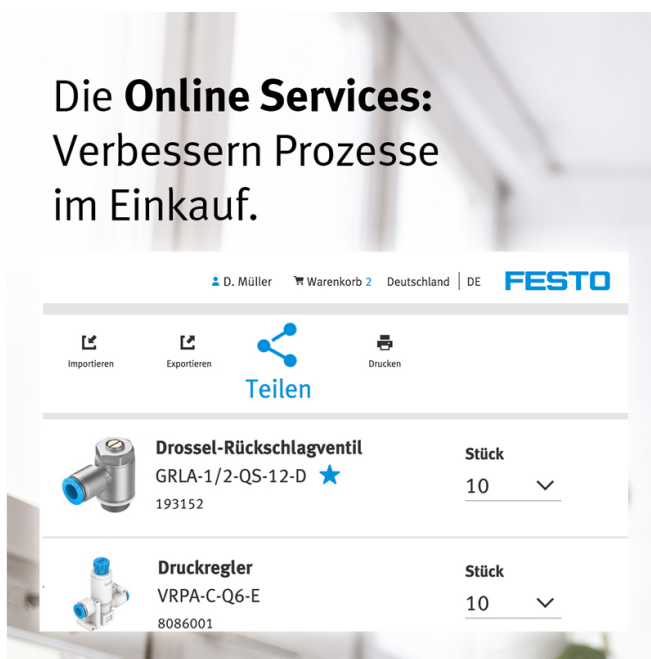 Die Online Services:
Verbessern Prozesse
im Einkauf.
D. Müller Warenkorb 2 Deutschland | DE FESTO
Importieren Exportieren Teilen Drucken
Drossel-Rückschlagventil
GRLA-1/2-QS-12-D
193152
Stück
10
Druckregler
VRPA-C-Q6-E
8086001
Stück
10